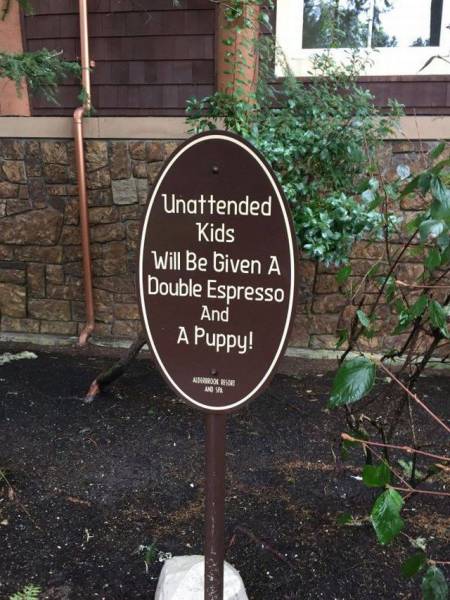 Unattended
Kids
Will Be Given A
Double Espresso
And
A Puppy!
ALDERBROOK RESORT
AND SPA